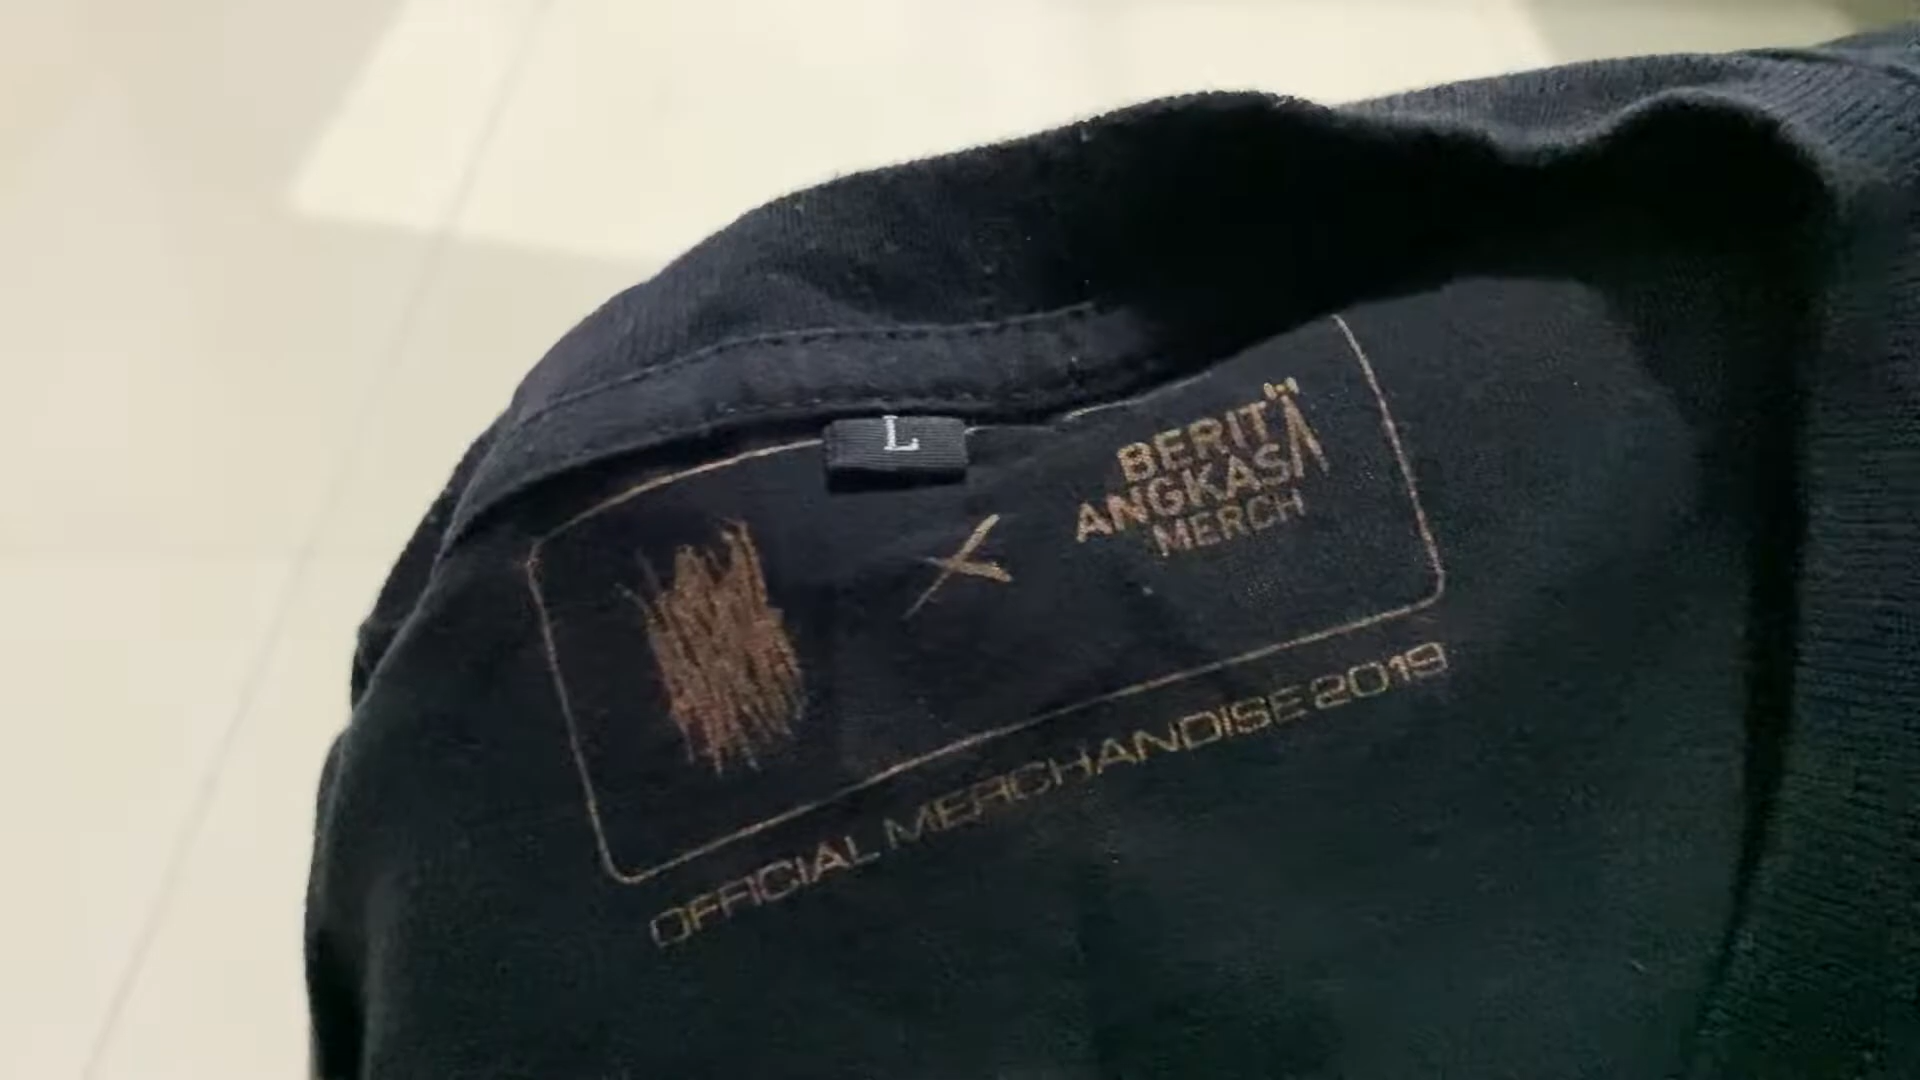 L
X
BERITA
ANGKASA
MERCH
OFFICIAL MERCHANDISE 2019